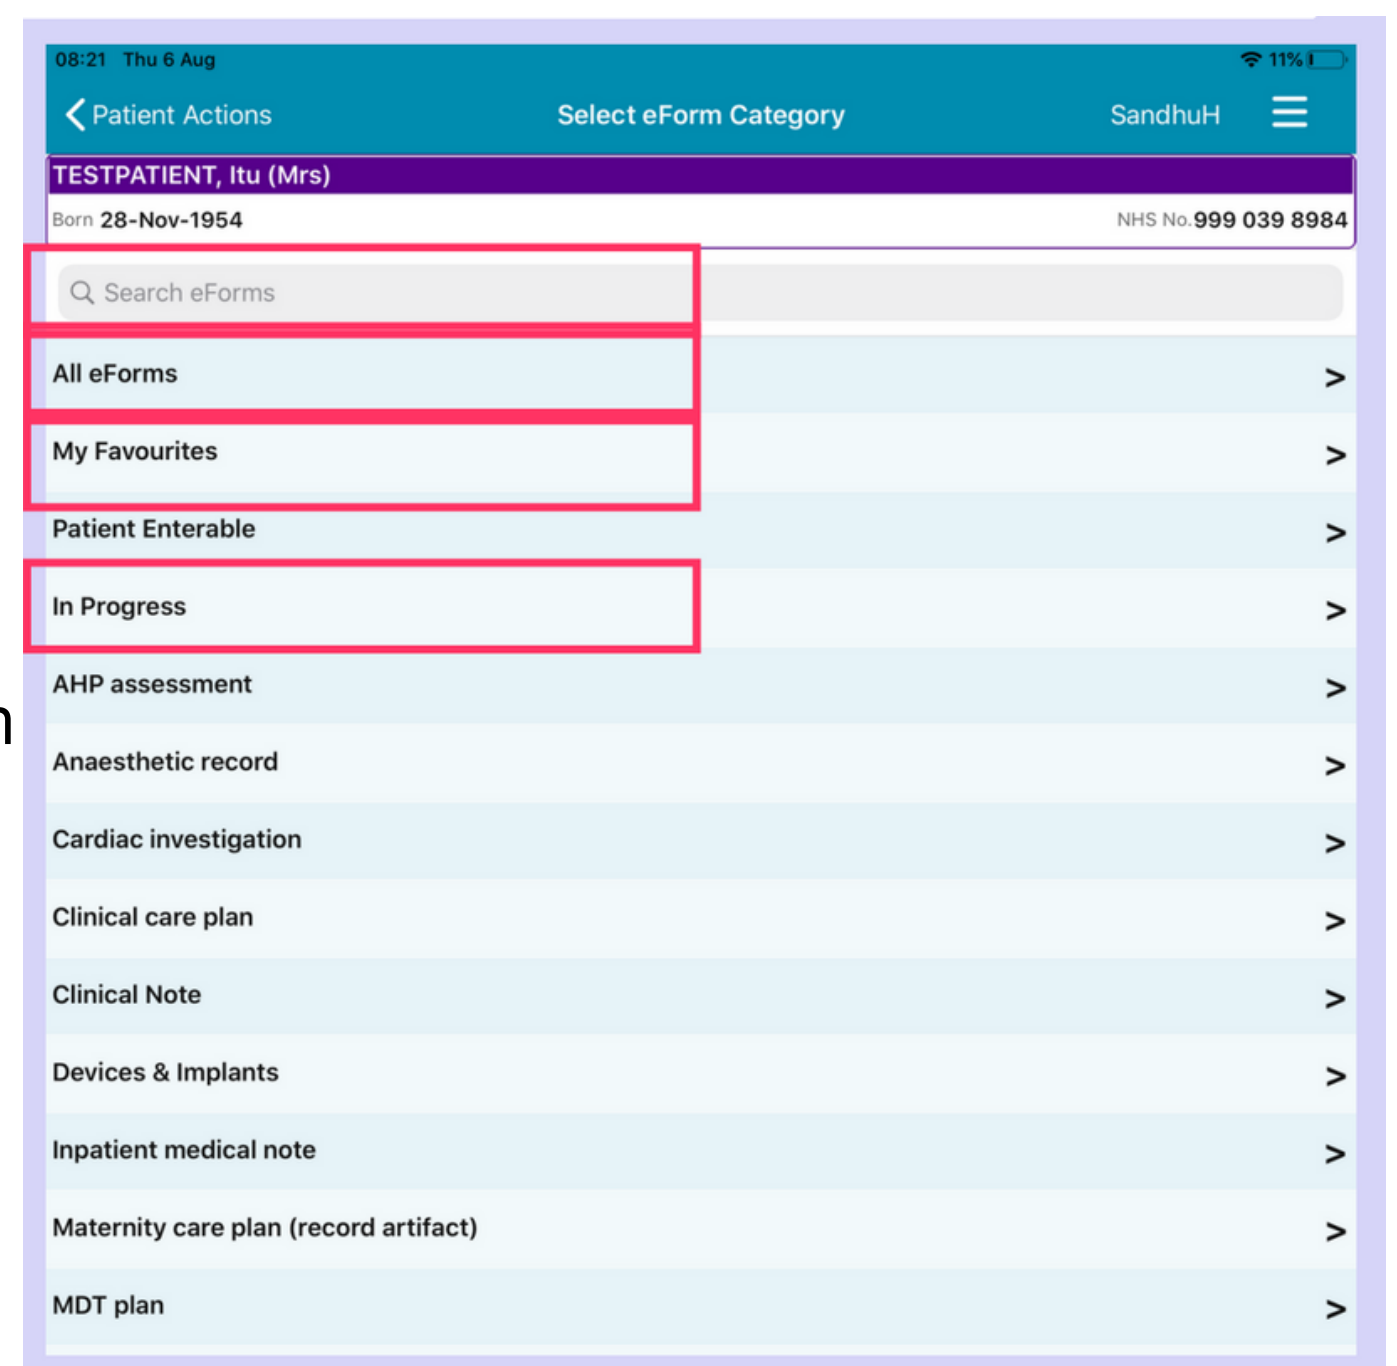 08:21 Thu 6 Aug 11%
Patient Actions Select eForm Category SandhuH
TESTPATIENT, Itu (Mrs)
Born 28-Nov-1954 NHS No. 999 039 8984
Search eForms
All eForms >
My Favourites >
Patient Enterable >
In Progress >
AHP assessment >
Anaesthetic record >
Cardiac investigation >
Clinical care plan >
Clinical Note >
Devices & Implants >
Inpatient medical note >
Maternity care plan (record artifact) >
MDT plan >